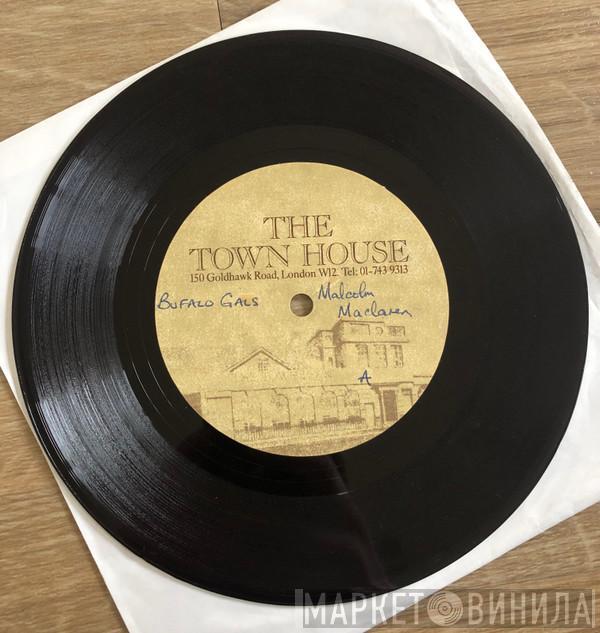 THE
TOWN HOUSE
150 Goldhawk Road, London W12. Tel: 01-743 9313
BUFALO GALS
Malcolm
Maclaren
A
МАРКЕТ ВИНИЛА